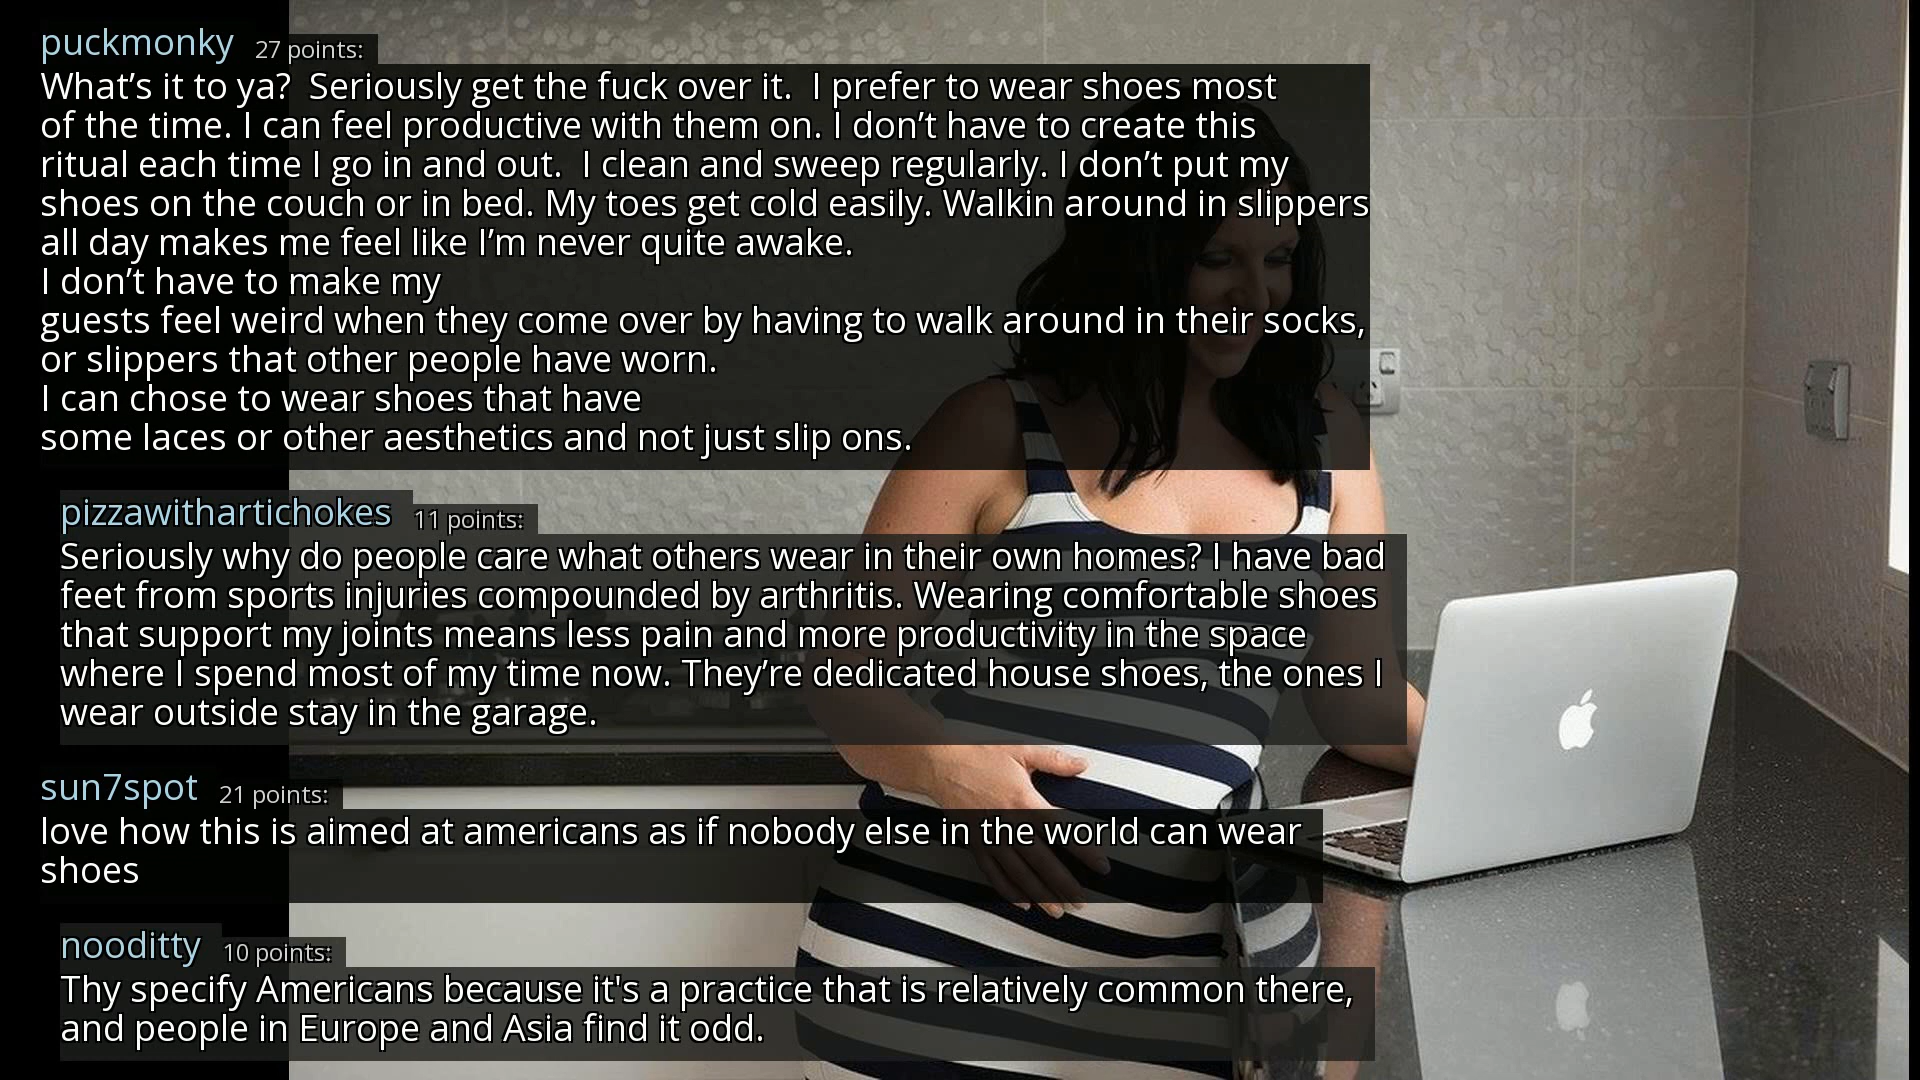 puckmonky 27 points:
What’s it to ya?  Seriously get the fuck over it.  I prefer to wear shoes most
of the time. I can feel productive with them on. I don’t have to create this
ritual each time I go in and out.  I clean and sweep regularly. I don’t put my
shoes on the couch or in bed. My toes get cold easily. Walkin around in slippers
all day makes me feel like I’m never quite awake.
I don’t have to make my
guests feel weird when they come over by having to walk around in their socks,
or slippers that other people have worn.
I can chose to wear shoes that have
some laces or other aesthetics and not just slip ons.
pizzawithartichokes 11 points:
Seriously why do people care what others wear in their own homes? I have bad
feet from sports injuries compounded by arthritis. Wearing comfortable shoes
that support my joints means less pain and more productivity in the space
where I spend most of my time now. They’re dedicated house shoes, the ones I
wear outside stay in the garage.
sun7spot 21 points:
love how this is aimed at americans as if nobody else in the world can wear
shoes
nooditty 10 points:
Thy specify Americans because it's a practice that is relatively common there,
and people in Europe and Asia find it odd.